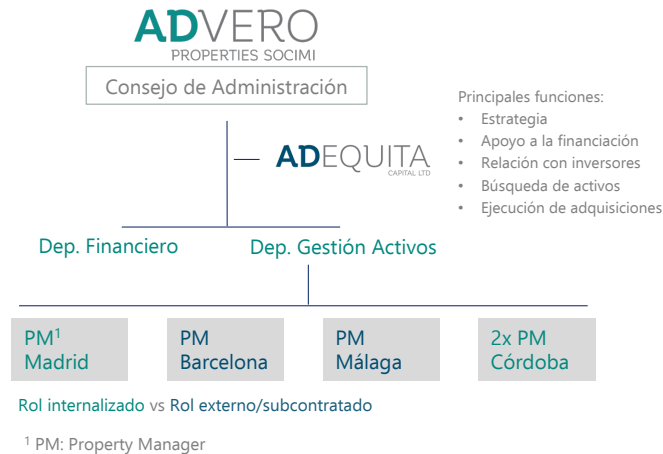 ADVERO
PROPERTIES SOCIMI
Consejo de Administración
ADEQUITA
CAPITAL LTD
Principales funciones:
• Estrategia
• Apoyo a la financiación
• Relación con inversores
• Búsqueda de activos
• Ejecución de adquisiciones
Dep. Financiero
Dep. Gestión Activos
PM¹
Madrid
PM
Barcelona
PM
Málaga
2x PM
Córdoba
Rol internalizado vs Rol externo/subcontratado
¹ PM: Property Manager